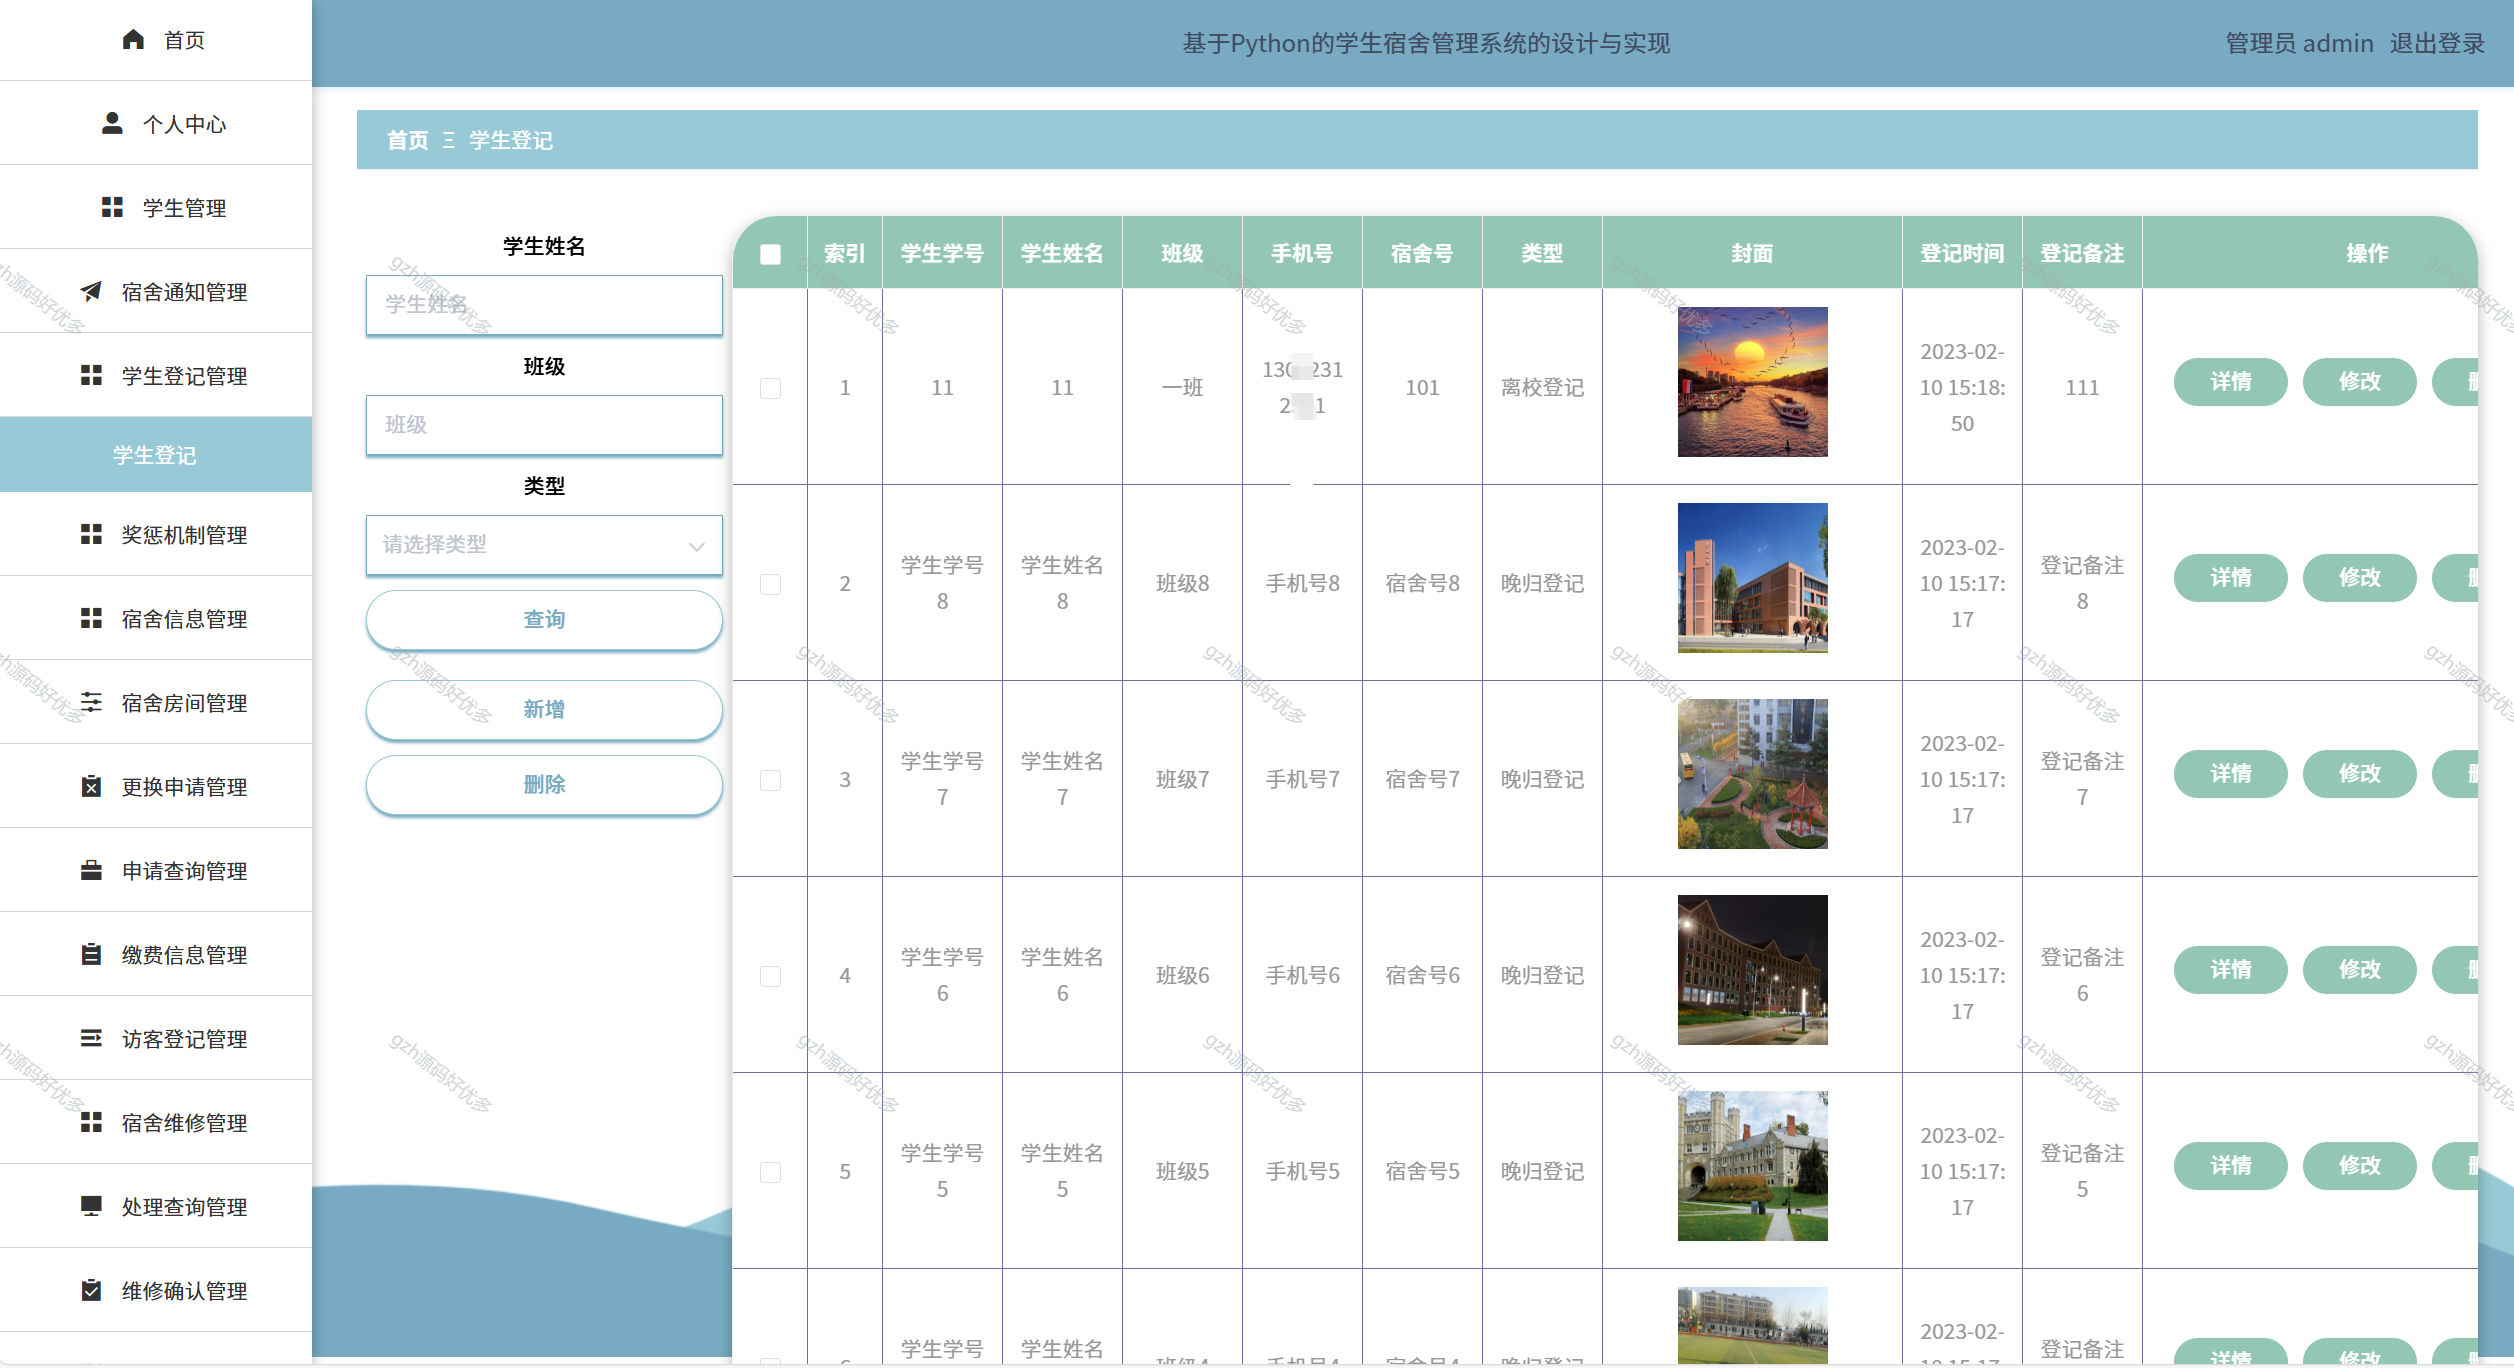 首页
个人中心
学生管理
宿舍通知管理
学生登记管理
学生登记
奖惩机制管理
宿舍信息管理
宿舍房间管理
更换申请管理
申请查询管理
缴费信息管理
访客登记管理
宿舍维修管理
处理查询管理
维修确认管理
基于Python的学生宿舍管理系统的设计与实现
管理员 admin 退出登录
首页 学生登记
学生姓名
学生姓名
班级
班级
类型
请选择类型
查询
新增
删除
索引 学生学号 学生姓名 班级 手机号 宿舍号 类型 封面 登记时间 登记备注 操作
1 11 11 一班 101 离校登记 2023-02-10 15:18:50 111 详情 修改
2 学生学号8 学生姓名8 班级8 手机号8 宿舍号8 晚归登记 2023-02-10 15:17:17 登记备注8 详情 修改
3 学生学号7 学生姓名7 班级7 手机号7 宿舍号7 晚归登记 2023-02-10 15:17:17 登记备注7 详情 修改
4 学生学号6 学生姓名6 班级6 手机号6 宿舍号6 晚归登记 2023-02-10 15:17:17 登记备注6 详情 修改
5 学生学号5 学生姓名5 班级5 手机号5 宿舍号5 晚归登记 2023-02-10 15:17:17 登记备注5 详情 修改
学生学号 学生姓名 2023-02- 登记备注
gzh源码好优多